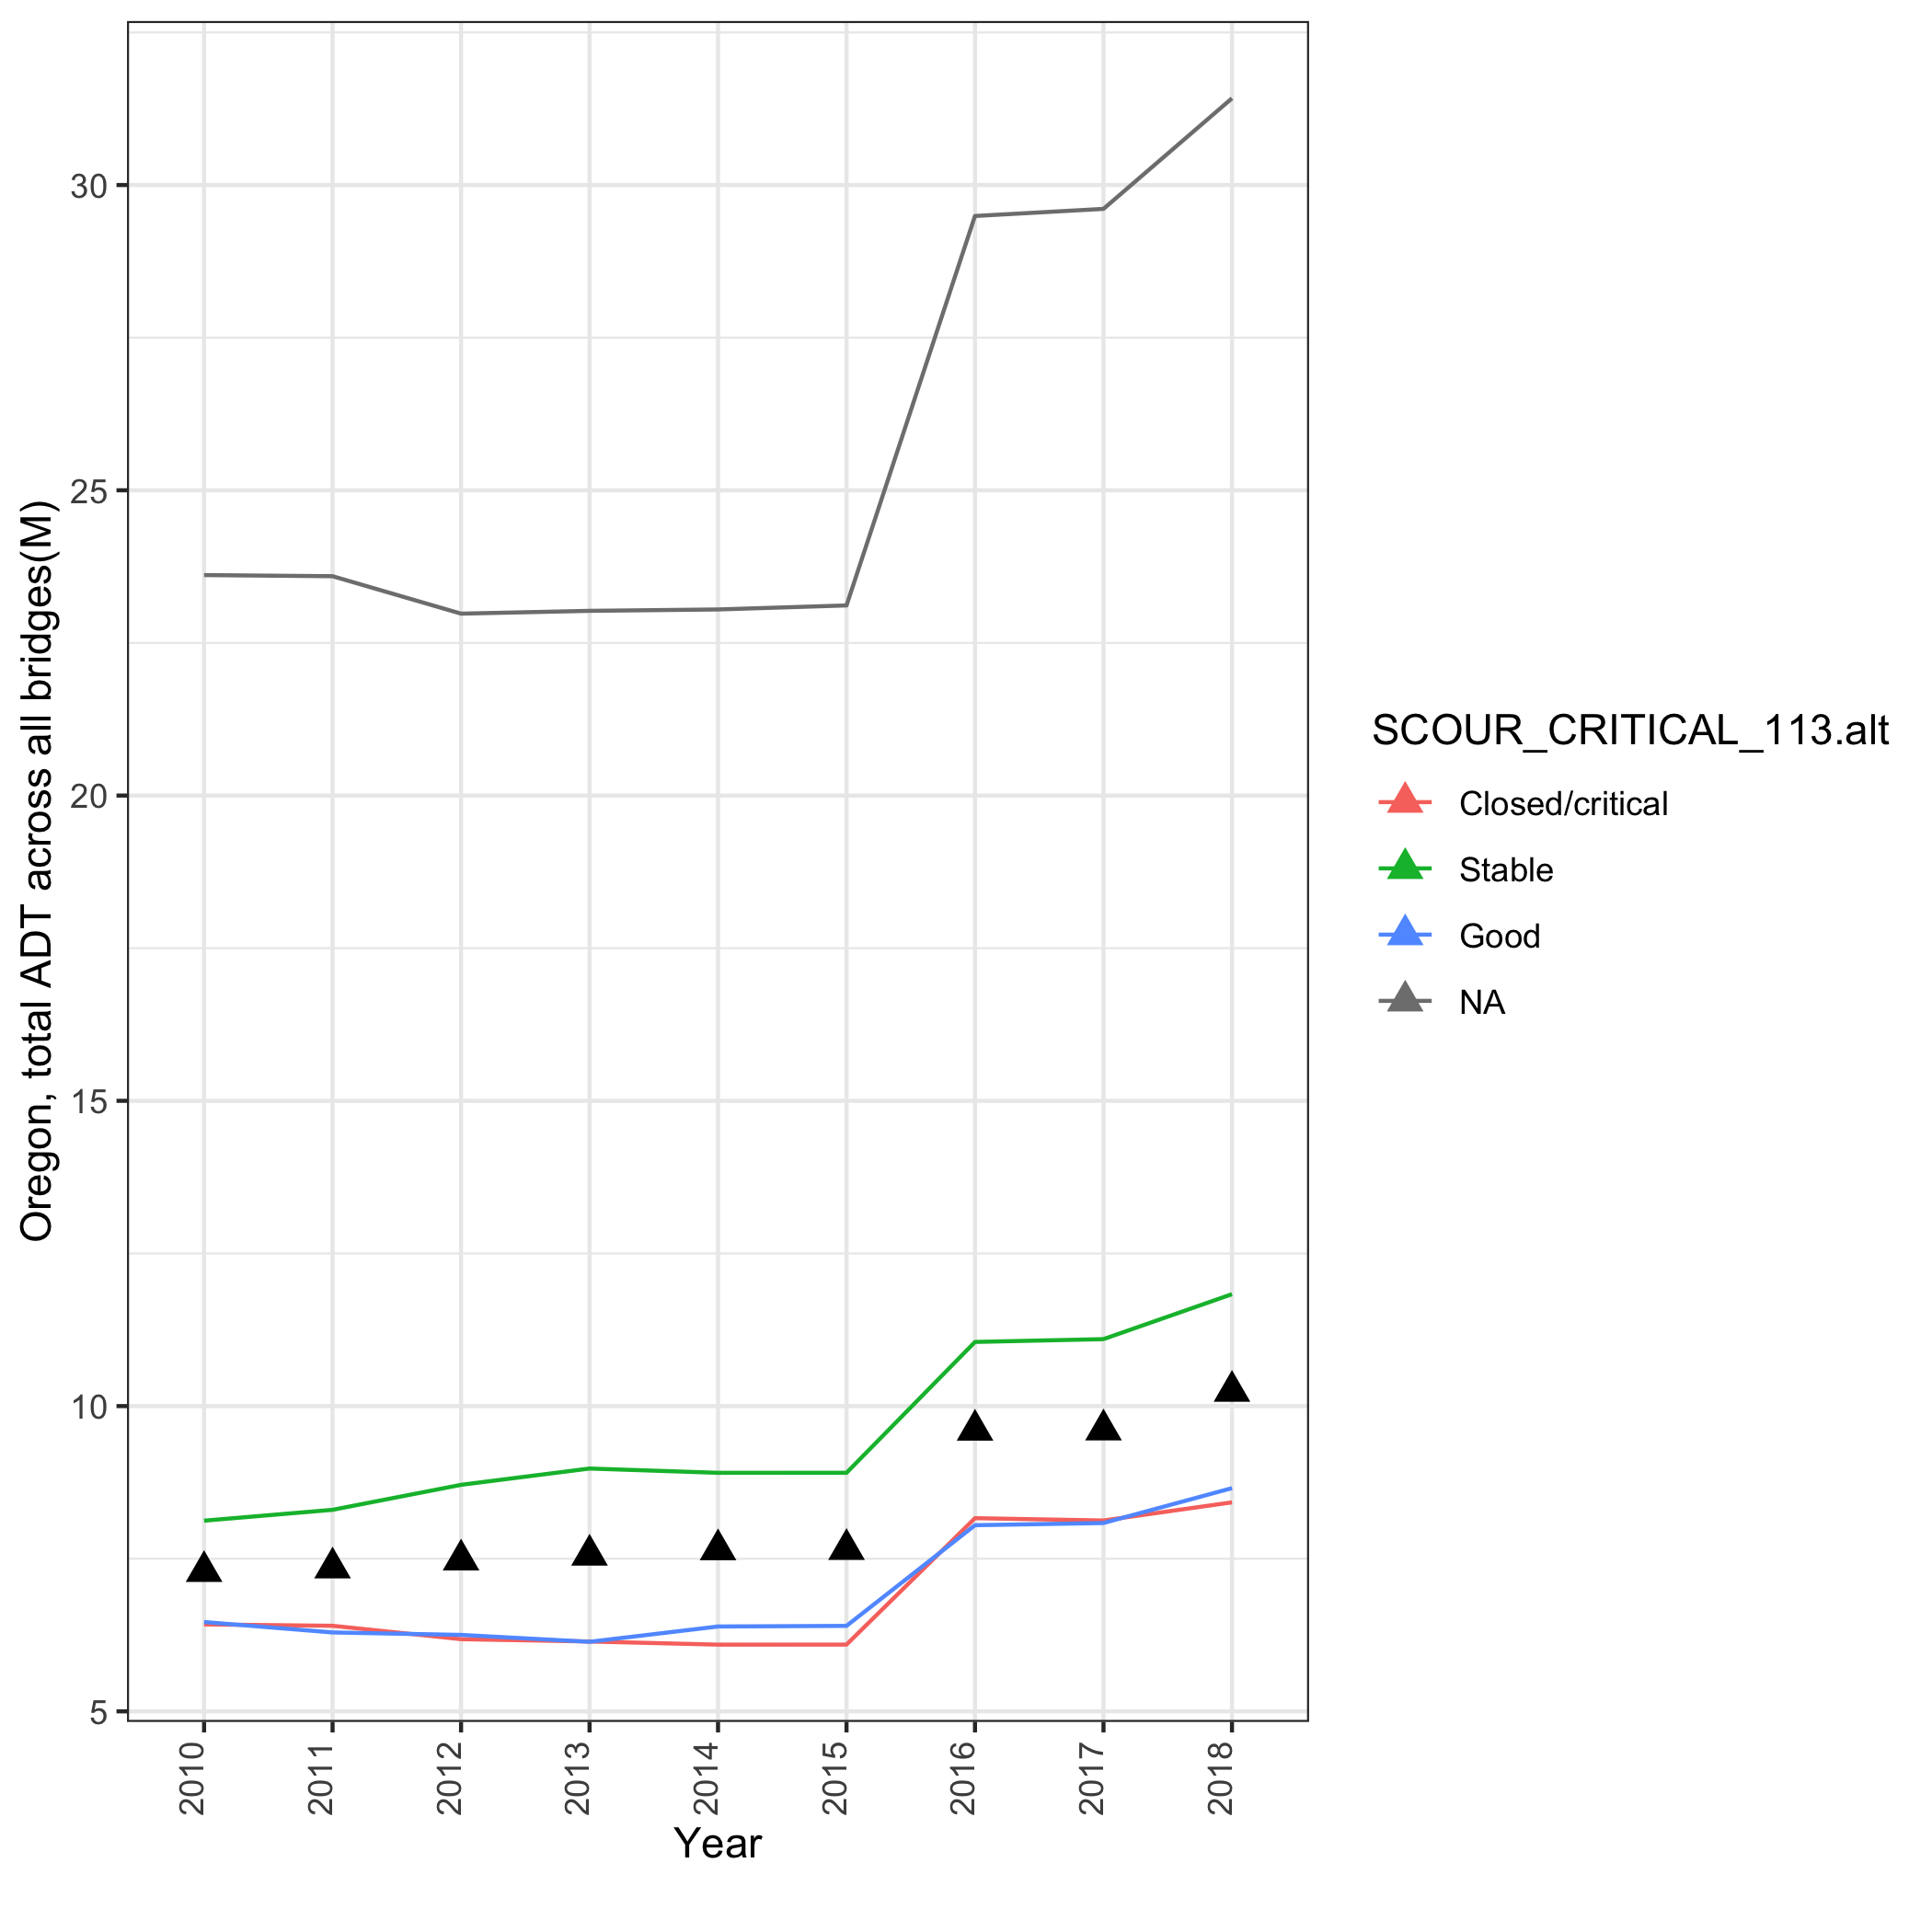 Oregon, total ADT across all bridges(M)
30
25
20
15
10
5
2010
2011
2012
2013
2014
2015
2016
2017
2018
Year
SCOUR_CRITICAL_113.alt
Closed/critical
Stable
Good
NA